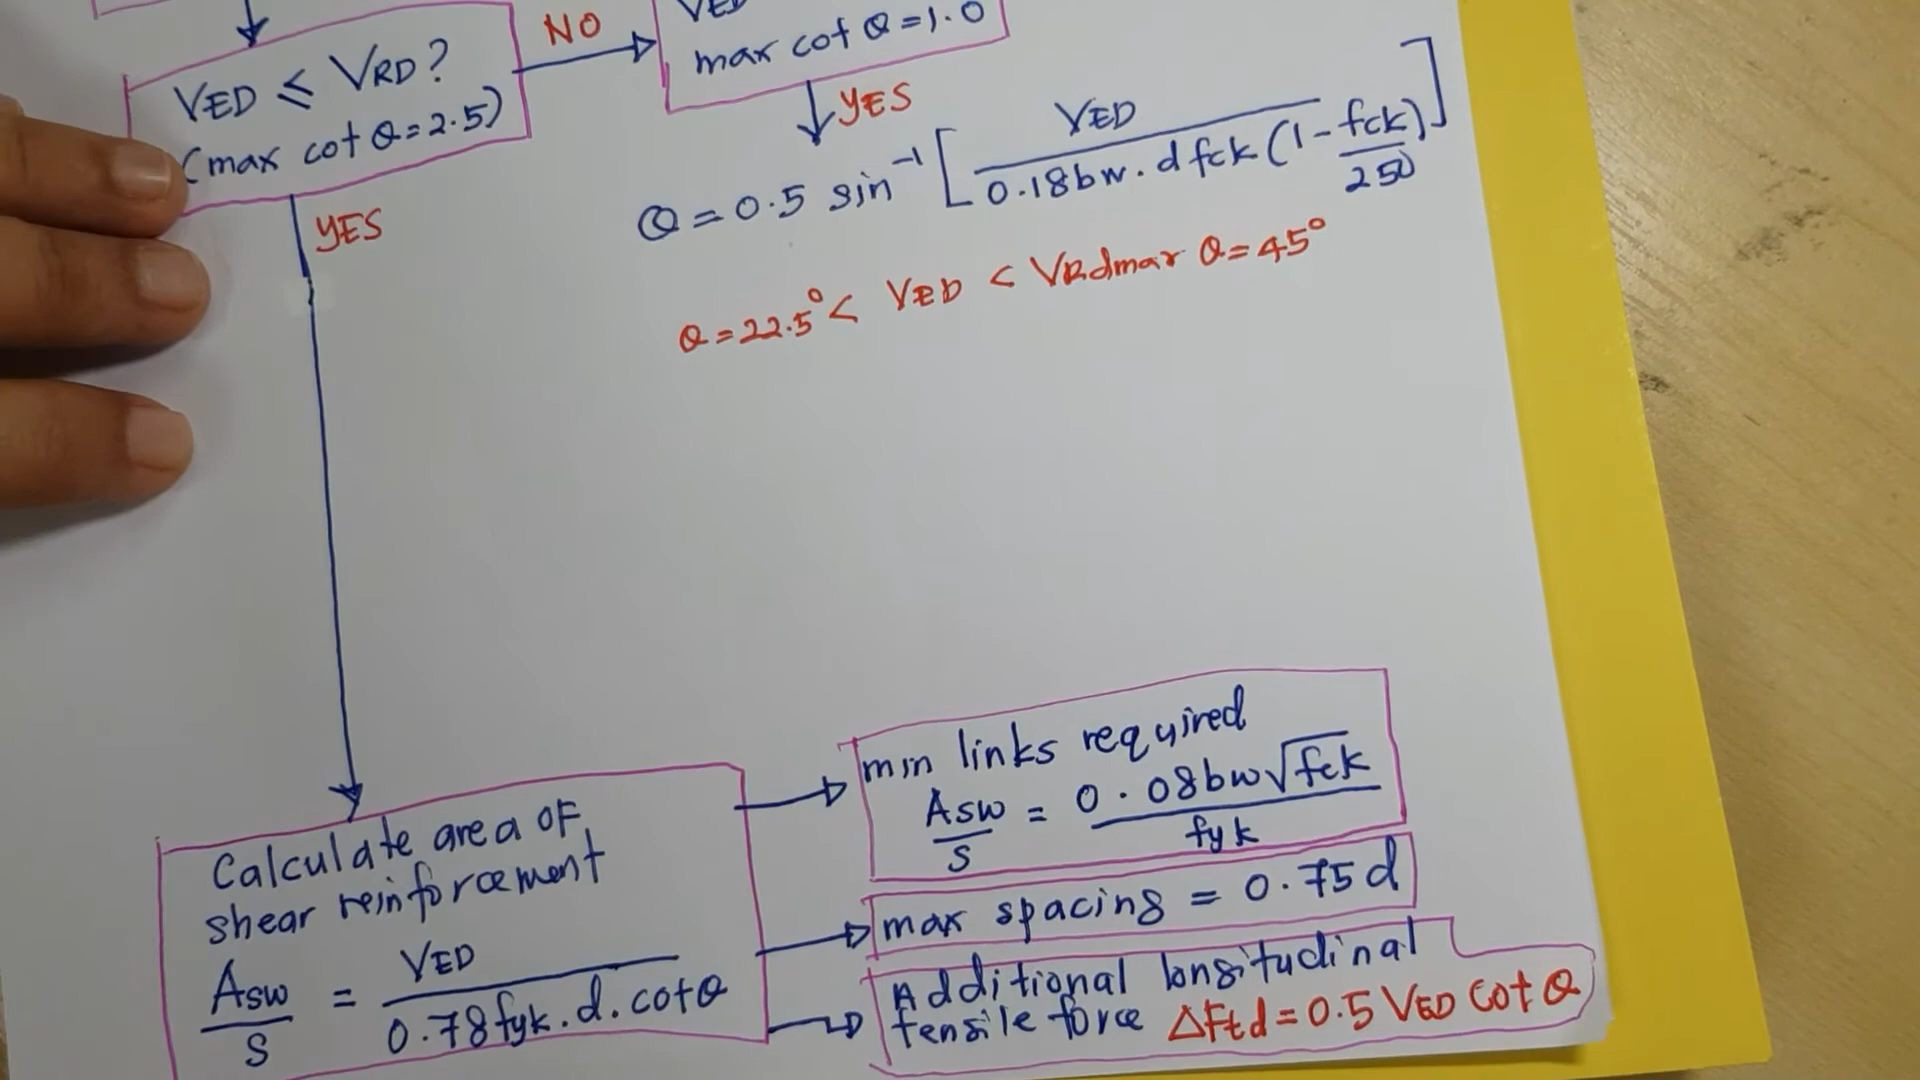 VED ≤ VRD?
(max cot θ = 2.5)
NO
VED
max cot θ = 1.0
YES
YES
θ = 0.5 sin⁻¹ [ VED / 0.18bw.d fck (1 - fck/250) ]
θ = 22.5° < VED < VRdmax θ = 45°
Calculate area of
shear reinforcement
Asw/s = VED / 0.78fyk.d.cotθ
min links required
Asw/s = 0.08bw√fck / fyk
max spacing = 0.75d
Additional longitudinal
tensile force ΔFtd = 0.5 VED Cot θ